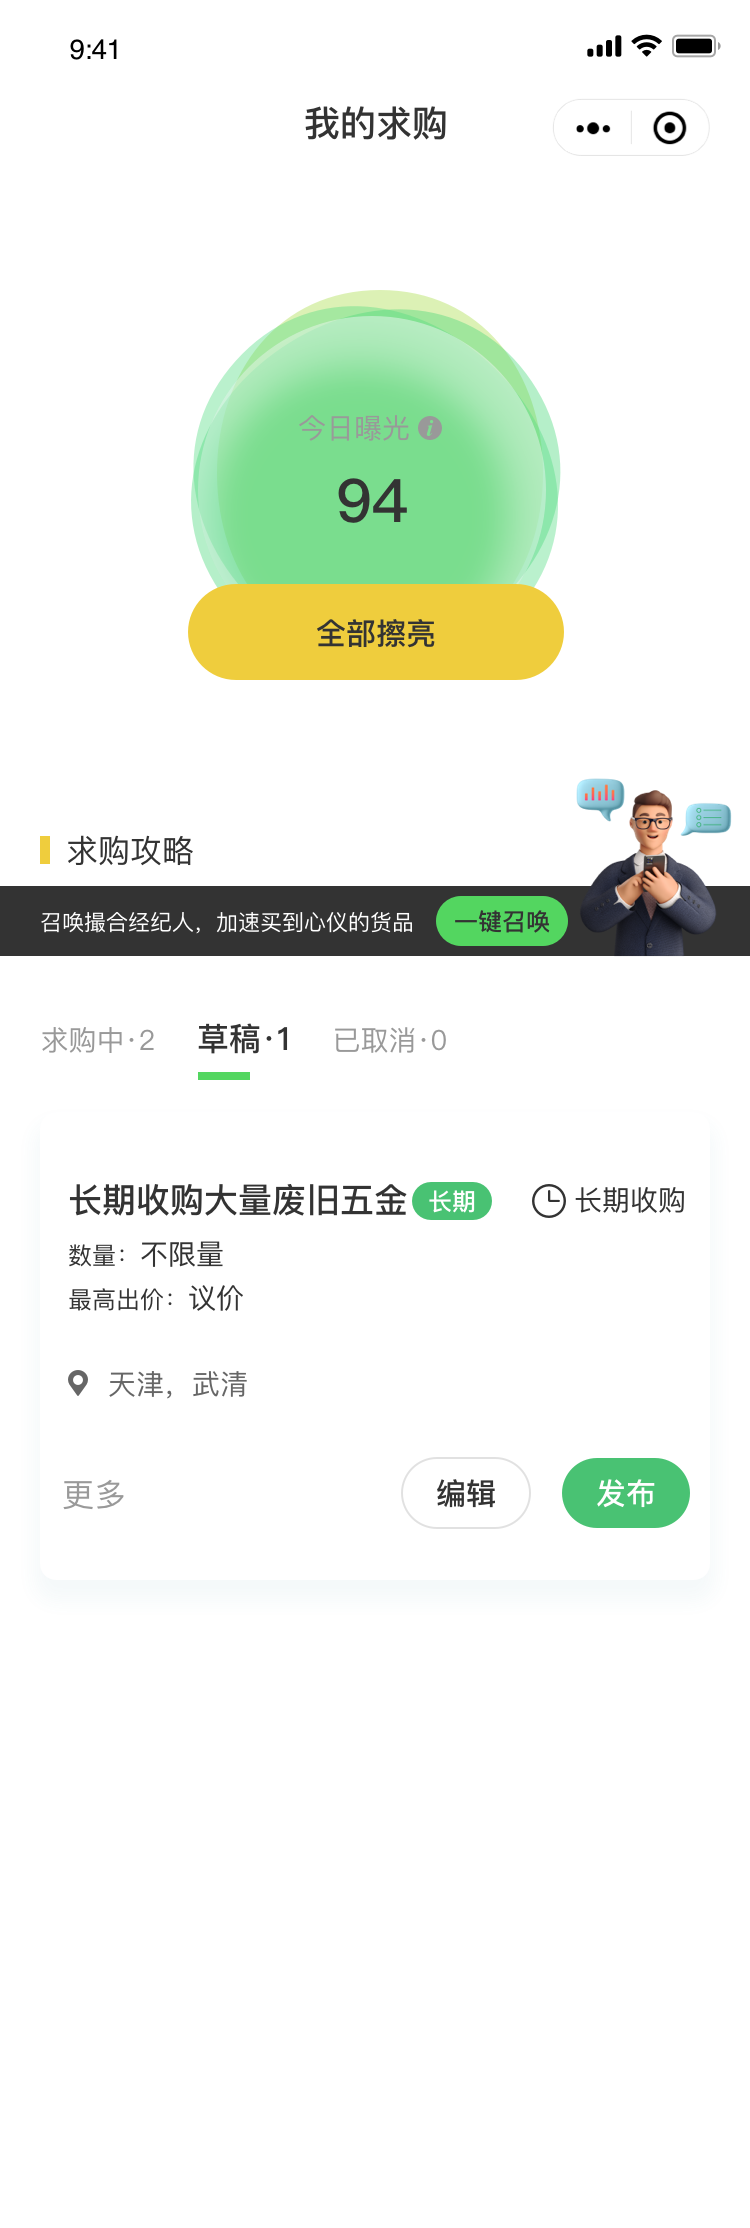 9:41
我的求购
今日曝光
94
全部擦亮
求购攻略
召唤撮合经纪人，加速买到心仪的货品 一键召唤
求购中·2 草稿·1 已取消·0
长期收购大量废旧五金 长期 长期收购
数量：不限量
最高出价：议价
天津，武清
更多 编辑 发布